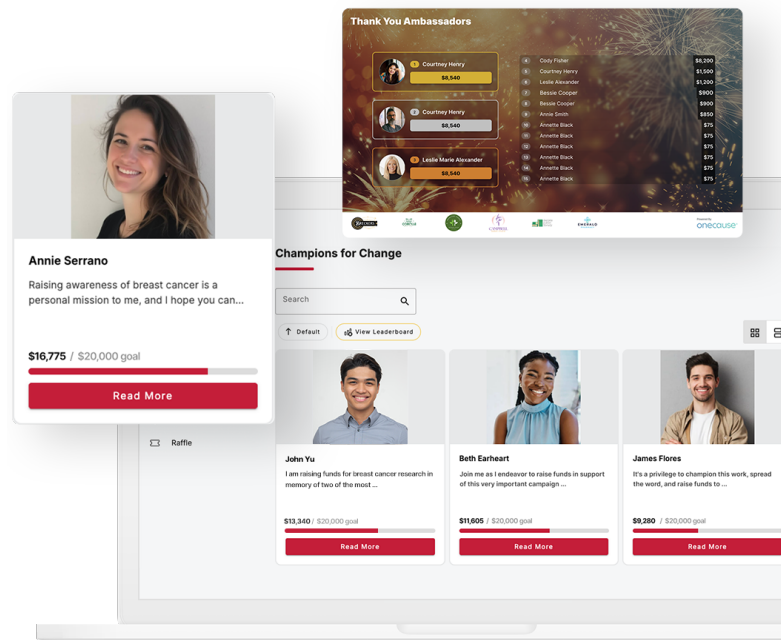 Thank You Ambassadors
1 Courtney Henry
$8,540
2 Courtney Henry
$8,540
3 Leslie Marie Alexander
$8,540
4 Cody Fisher $8,200
5 Courtney Henry $1,500
6 Leslie Alexander $1,200
7 Bessie Cooper $900
8 Bessie Cooper $900
9 Annie Smith $850
10 Annette Black $75
11 Annette Black $75
12 Annette Black $75
13 Annette Black $75
14 Annette Black $75
15 Annette Black $75
EMERALD
Powered by
onecause
Annie Serrano
Raising awareness of breast cancer is a
personal mission to me, and I hope you can...
$16,775 / $20,000 goal
Read More
Raffle
Champions for Change
Search
Default
View Leaderboard
John Yu
I am raising funds for breast cancer research in
memory of two of the most ...
$13,340 / $20,000 goal
Read More
Beth Earheart
Join me as I endeavor to raise funds in support
of this very important campaign ...
$11,605 / $20,000 goal
Read More
James Flores
It's a privilege to champion this work, spread
the word, and raise funds to ...
$9,280 / $20,000 goal
Read More